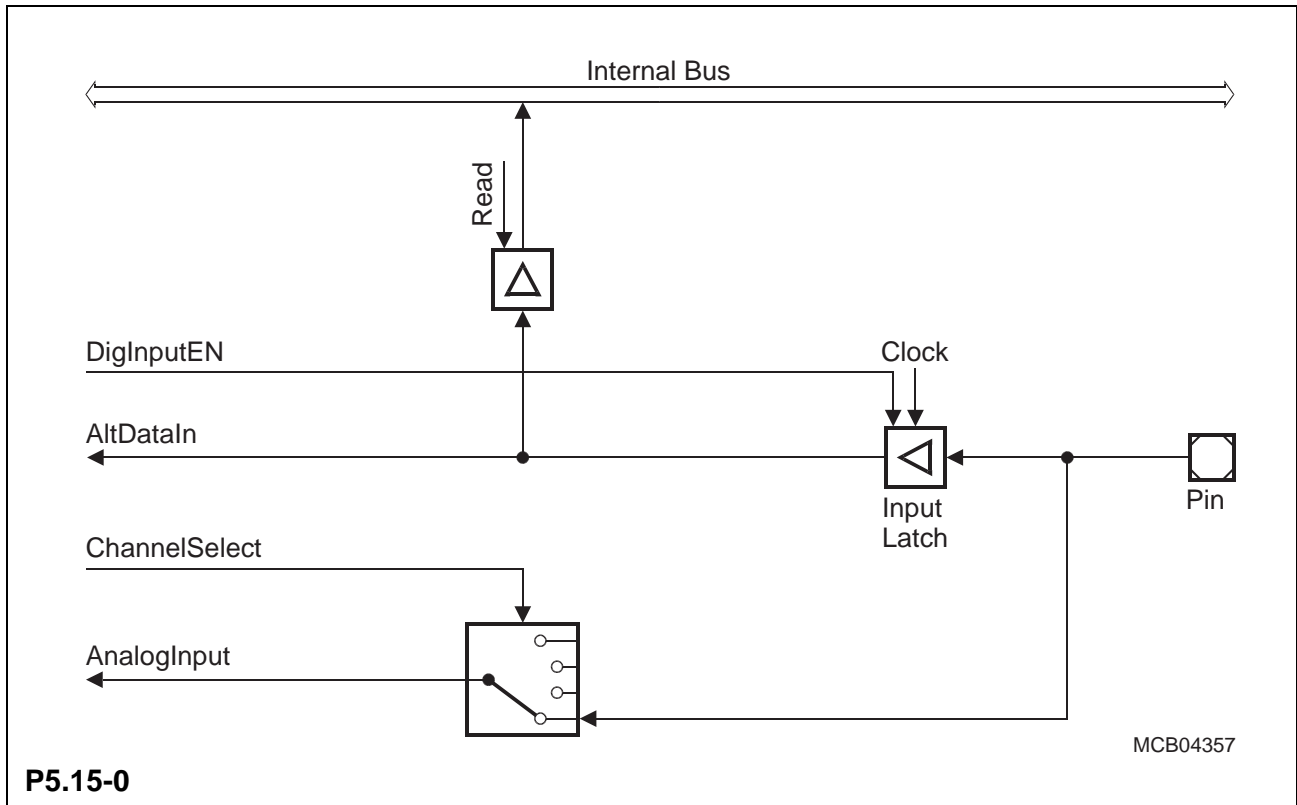 Internal Bus
Read
DigInputEN
Clock
AltDataIn
Pin
Input
Latch
ChannelSelect
AnalogInput
MCB04357
P5.15-0